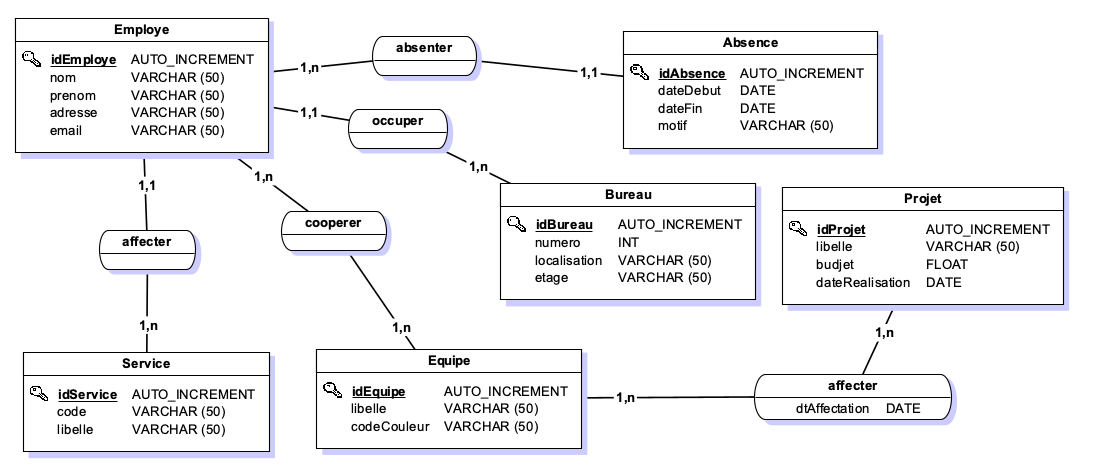 Employe
idEmploye AUTO_INCREMENT
nom VARCHAR (50)
prenom VARCHAR (50)
adresse VARCHAR (50)
email VARCHAR (50)
1,n
absenter
1,1
Absence
idAbsence AUTO_INCREMENT
dateDebut DATE
dateFin DATE
motif VARCHAR (50)
1,1
occuper
1,n
Bureau
idBureau AUTO_INCREMENT
numero INT
localisation VARCHAR (50)
etage VARCHAR (50)
Projet
idProjet AUTO_INCREMENT
libelle VARCHAR (50)
budjet FLOAT
dateRealisation DATE
1,1
affecter
1,n
1,n
cooperer
1,n
Service
idService AUTO_INCREMENT
code VARCHAR (50)
libelle VARCHAR (50)
Equipe
idEquipe AUTO_INCREMENT
libelle VARCHAR (50)
codeCouleur VARCHAR (50)
1,n
1,n
affecter
dtAffectation DATE